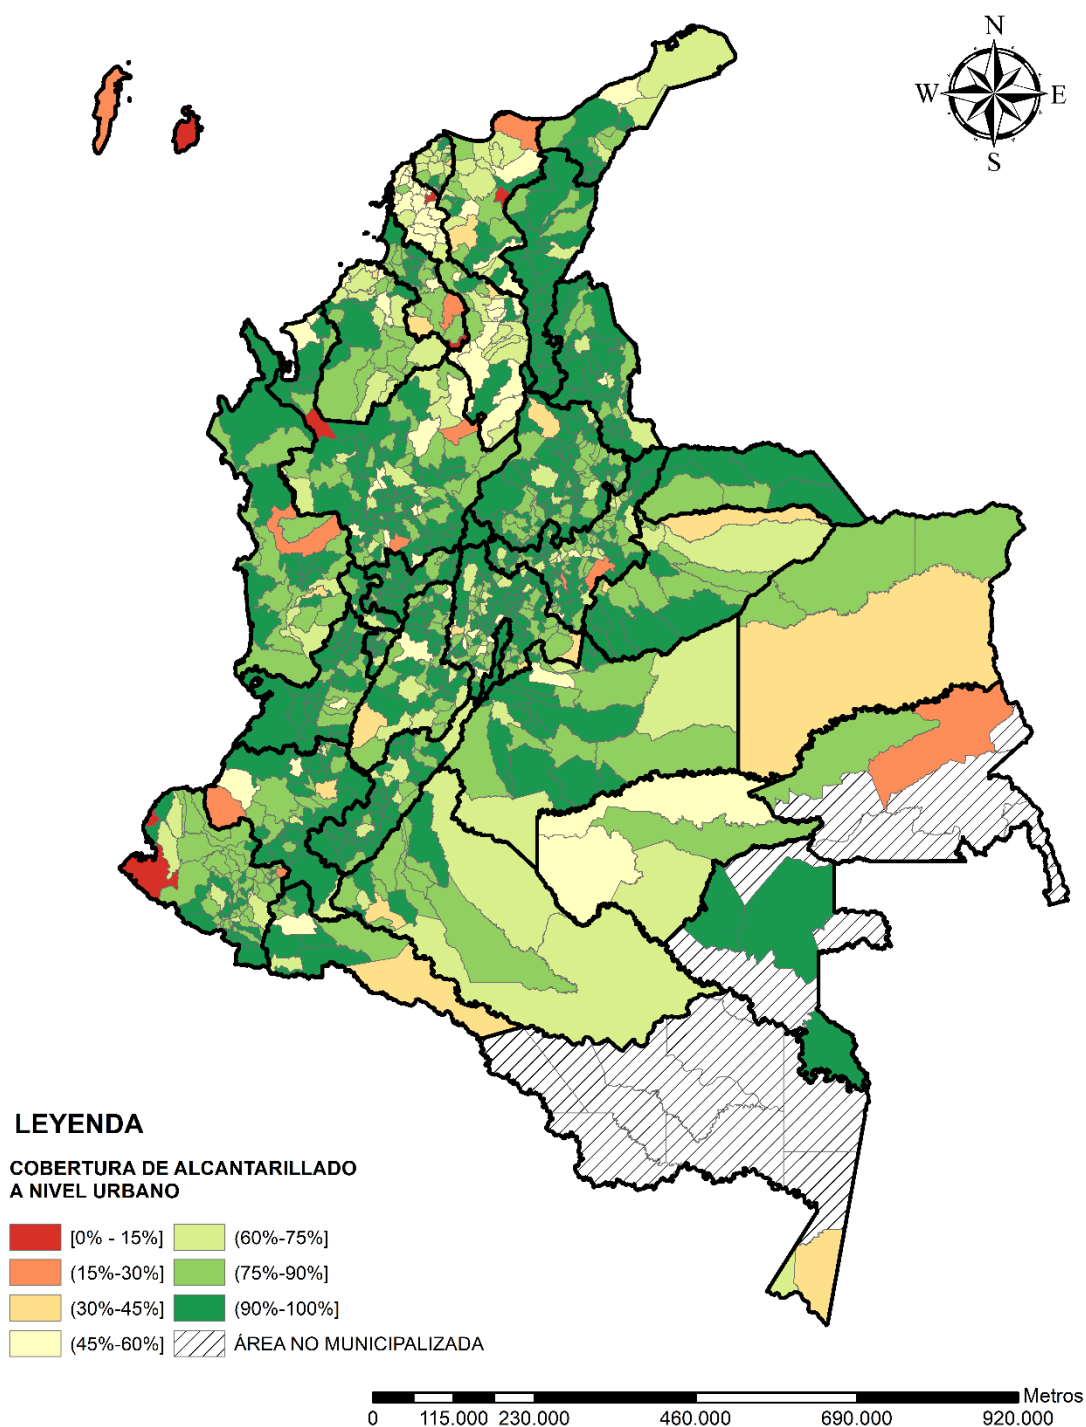 N
W E
S
LEYENDA
COBERTURA DE ALCANTARILLADO
A NIVEL URBANO
[0% - 15%] (60%-75%]
(15%-30%] (75%-90%]
(30%-45%] (90%-100%]
(45%-60%] ÁREA NO MUNICIPALIZADA
Metros
0 115.000 230.000 460.000 690.000 920.000